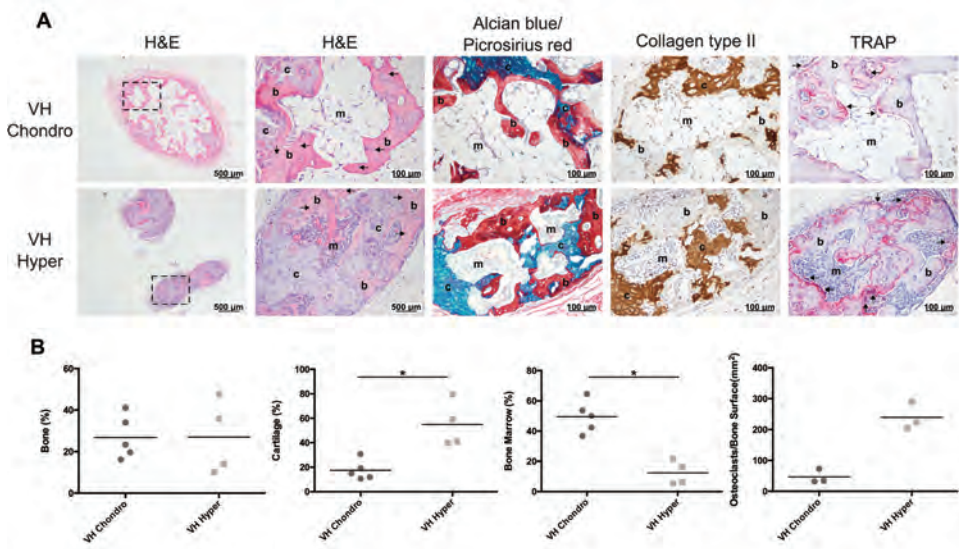 A
H&E
H&E
Alcian blue/
Picrosirius red
Collagen type II
TRAP
VH
Chondro
500 µm
c
c
m
b
b
100 µm
c
b
c
b
m
b
100 µm
c
m
b
b
100 µm
b
b
m
100 µm
VH
Hyper
500 µm
b
b
m
c
c
100 µm
b
m
c
m
c
b
b
100 µm
b
m
c
b
c
100 µm
b
m
b
100 µm
B
Bone (%)
60
40
20
0
VH Chondro
VH Hyper
Cartilage (%)
100
80
60
40
20
0
*
VH Chondro
VH Hyper
Bone Marrow (%)
80
60
40
20
0
*
VH Chondro
VH Hyper
Osteoclasts/Bone Surface(mm²)
400
300
200
100
0
VH Chondro
VH Hyper